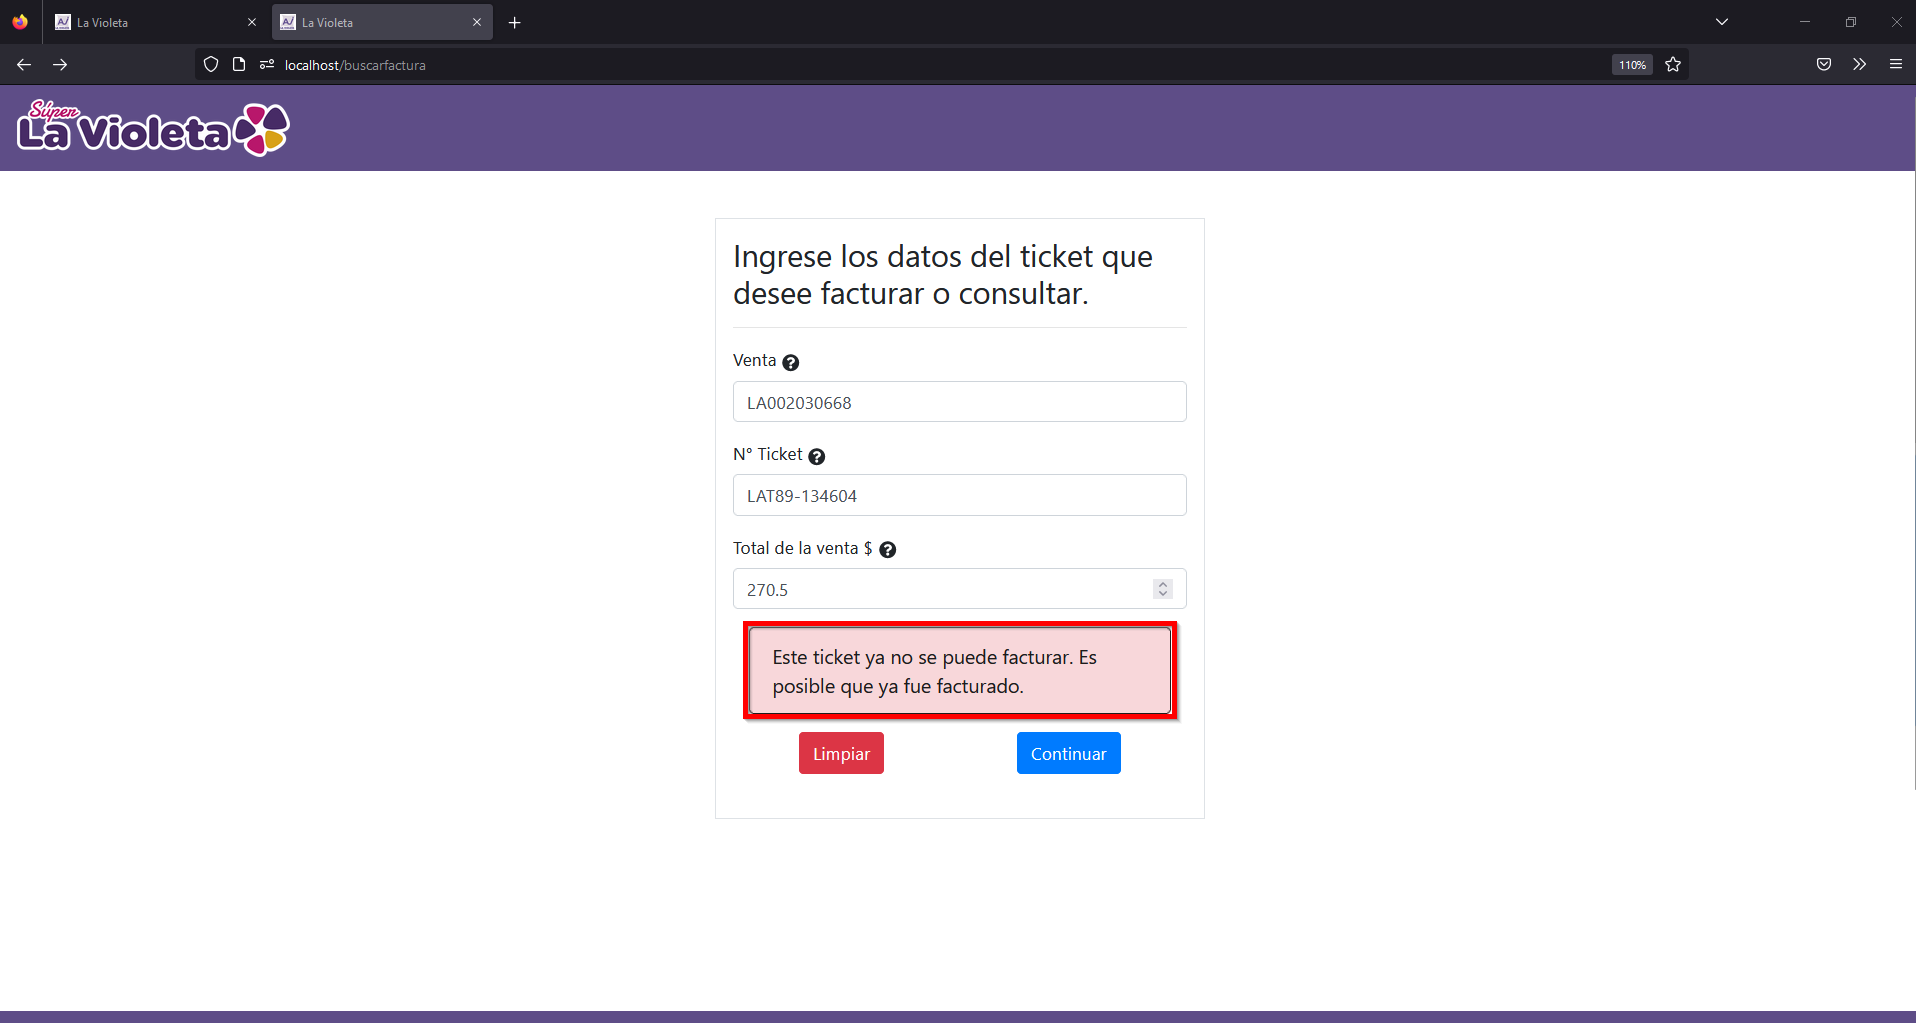 La Violeta
La Violeta
localhost/buscarfactura
110%
Súper
La Violeta
Ingrese los datos del ticket que
desee facturar o consultar.
Venta
LA002030668
N° Ticket
LAT89-134604
Total de la venta $
270.5
Este ticket ya no se puede facturar. Es
posible que ya fue facturado.
Limpiar
Continuar